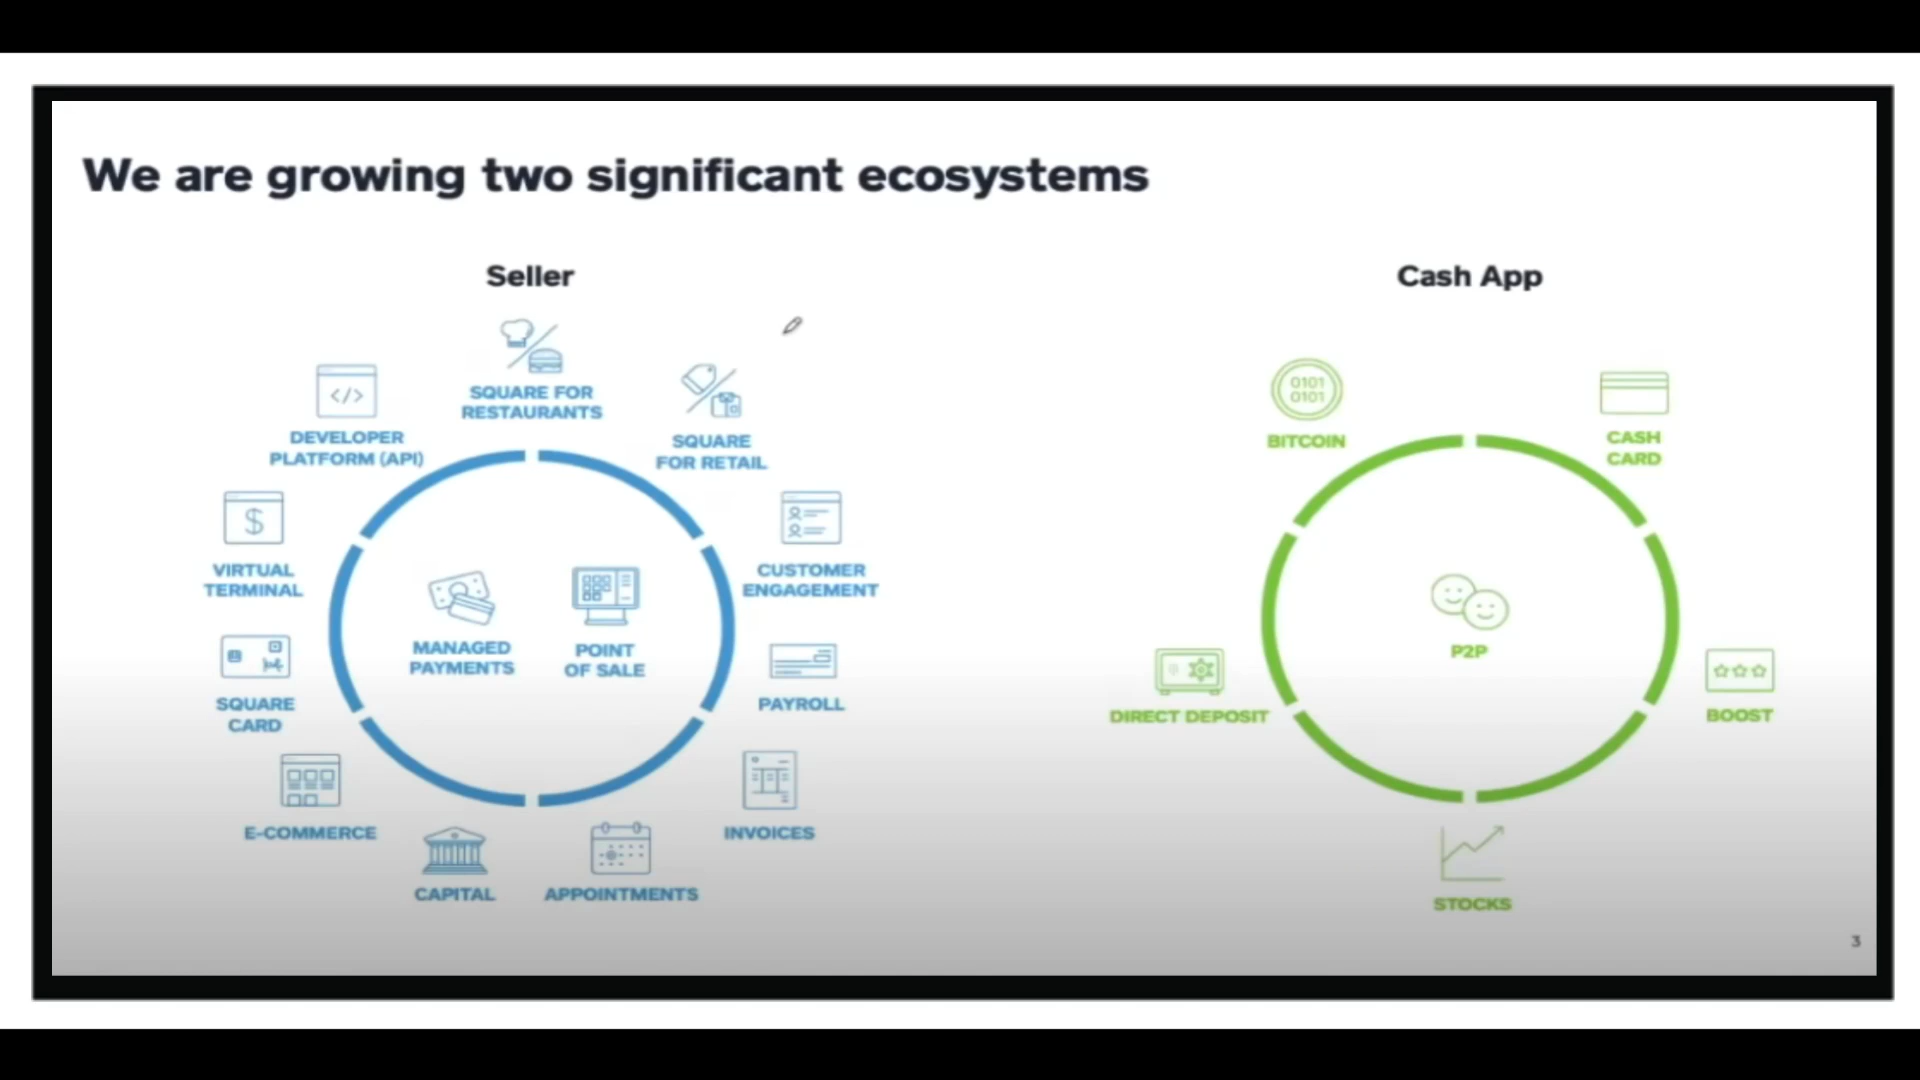 We are growing two significant ecosystems
Seller
SQUARE FOR
RESTAURANTS
</>
DEVELOPER
PLATFORM (API)
SQUARE
FOR RETAIL
$
VIRTUAL
TERMINAL
CUSTOMER
ENGAGEMENT
MANAGED
PAYMENTS
POINT
OF SALE
SQUARE
CARD
PAYROLL
E-COMMERCE
INVOICES
CAPITAL
APPOINTMENTS
Cash App
0101
0101
BITCOIN
CASH
CARD
P2P
DIRECT DEPOSIT
BOOST
STOCKS
3